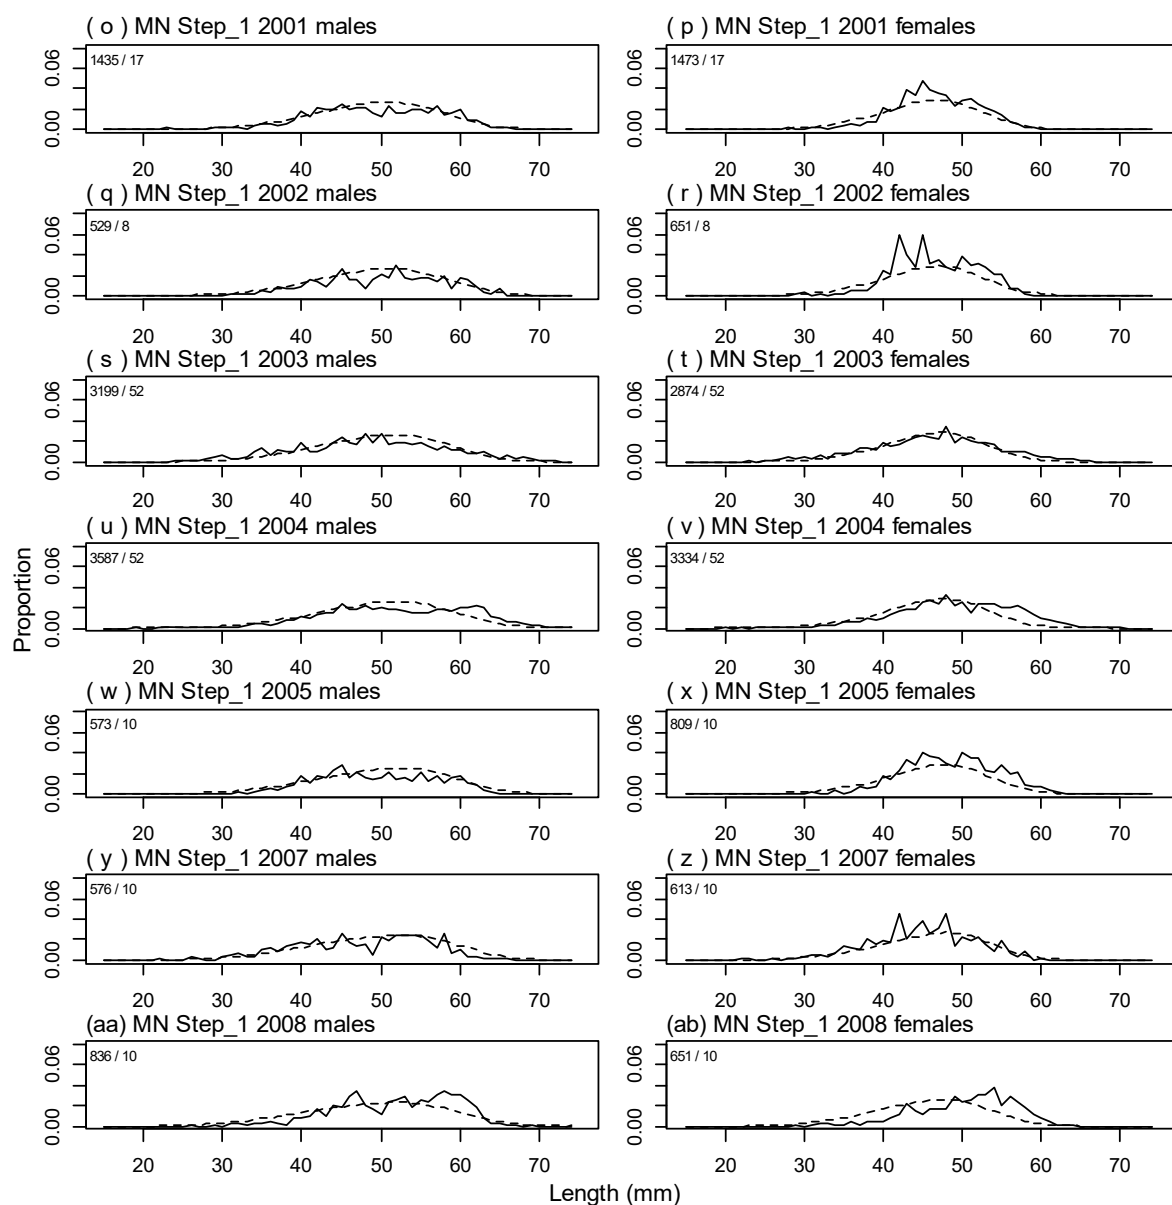 ( o ) MN Step_1 2001 males
( p ) MN Step_1 2001 females
1435 / 17
1473 / 17
0.00 0.06
0.00 0.06
20 30 40 50 60 70
20 30 40 50 60 70
( q ) MN Step_1 2002 males
( r ) MN Step_1 2002 females
529 / 8
651 / 8
0.00 0.06
0.00 0.06
20 30 40 50 60 70
20 30 40 50 60 70
( s ) MN Step_1 2003 males
( t ) MN Step_1 2003 females
3199 / 52
2874 / 52
0.00 0.06
0.00 0.06
20 30 40 50 60 70
20 30 40 50 60 70
( u ) MN Step_1 2004 males
( v ) MN Step_1 2004 females
3587 / 52
3334 / 52
0.00 0.06
0.00 0.06
20 30 40 50 60 70
20 30 40 50 60 70
Proportion
( w ) MN Step_1 2005 males
( x ) MN Step_1 2005 females
573 / 10
809 / 10
0.00 0.06
0.00 0.06
20 30 40 50 60 70
20 30 40 50 60 70
( y ) MN Step_1 2007 males
( z ) MN Step_1 2007 females
576 / 10
613 / 10
0.00 0.06
0.00 0.06
20 30 40 50 60 70
20 30 40 50 60 70
(aa) MN Step_1 2008 males
(ab) MN Step_1 2008 females
836 / 10
651 / 10
0.00 0.06
0.00 0.06
20 30 40 50 60 70
20 30 40 50 60 70
Length (mm)